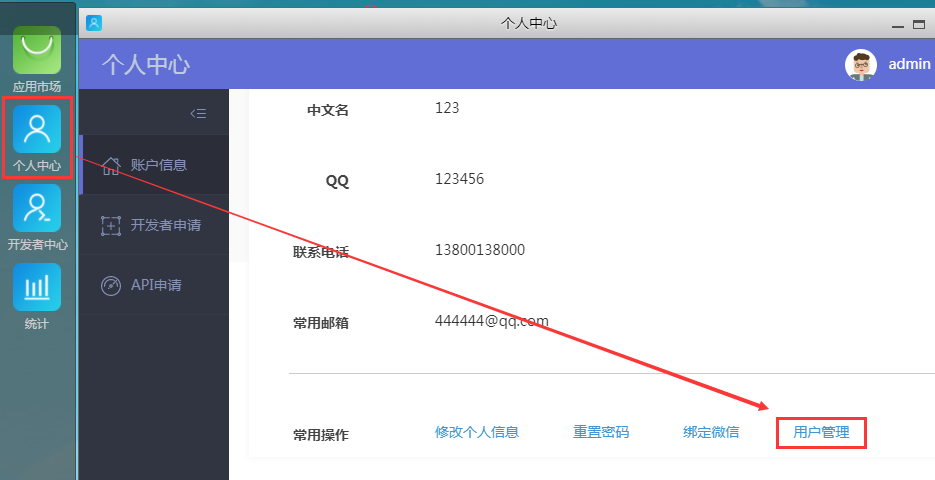 个人中心
个人中心
admin
应用市场
个人中心
开发者中心
统计
账户信息
开发者申请
API申请
中文名 123
QQ 123456
联系电话 13800138000
常用邮箱 444444@qq.com
常用操作 修改个人信息 重置密码 绑定微信 用户管理